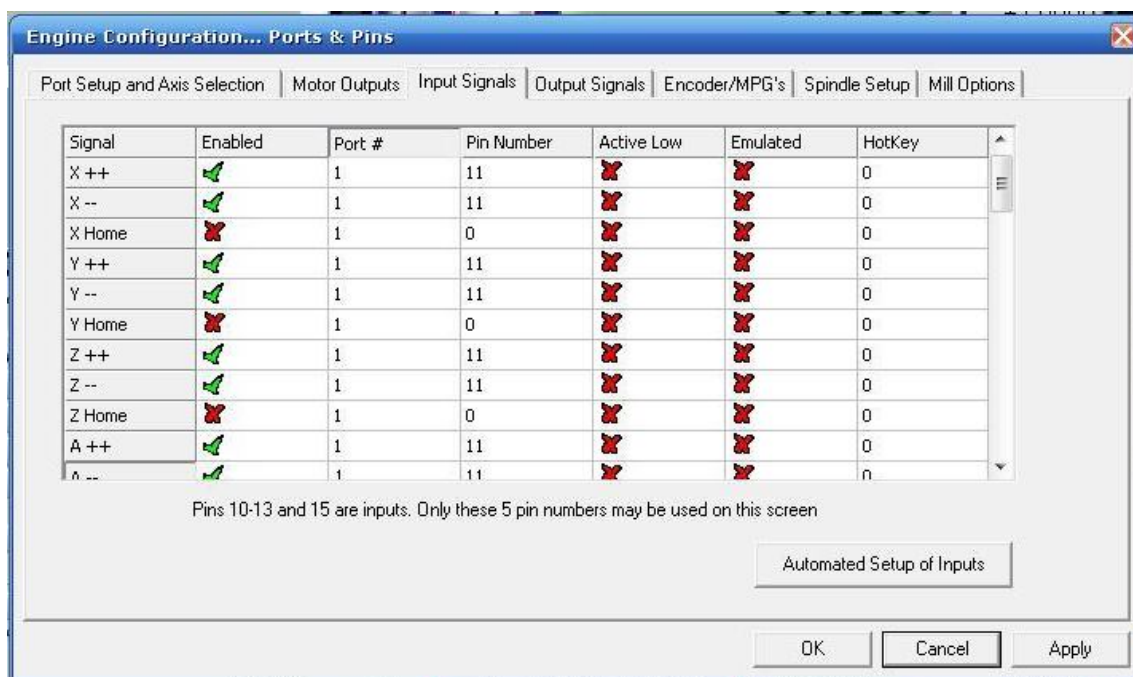 Engine Configuration... Ports & Pins
Port Setup and Axis Selection Motor Outputs Input Signals Output Signals Encoder/MPG's Spindle Setup Mill Options
Signal Enabled Port # Pin Number Active Low Emulated HotKey
X ++ 1 11 0
X -- 1 11 0
X Home 1 0 0
Y ++ 1 11 0
Y -- 1 11 0
Y Home 1 0 0
Z ++ 1 11 0
Z -- 1 11 0
Z Home 1 0 0
A ++ 1 11 0
A -- 1 11 0
Pins 10-13 and 15 are inputs. Only these 5 pin numbers may be used on this screen
Automated Setup of Inputs
OK Cancel Apply